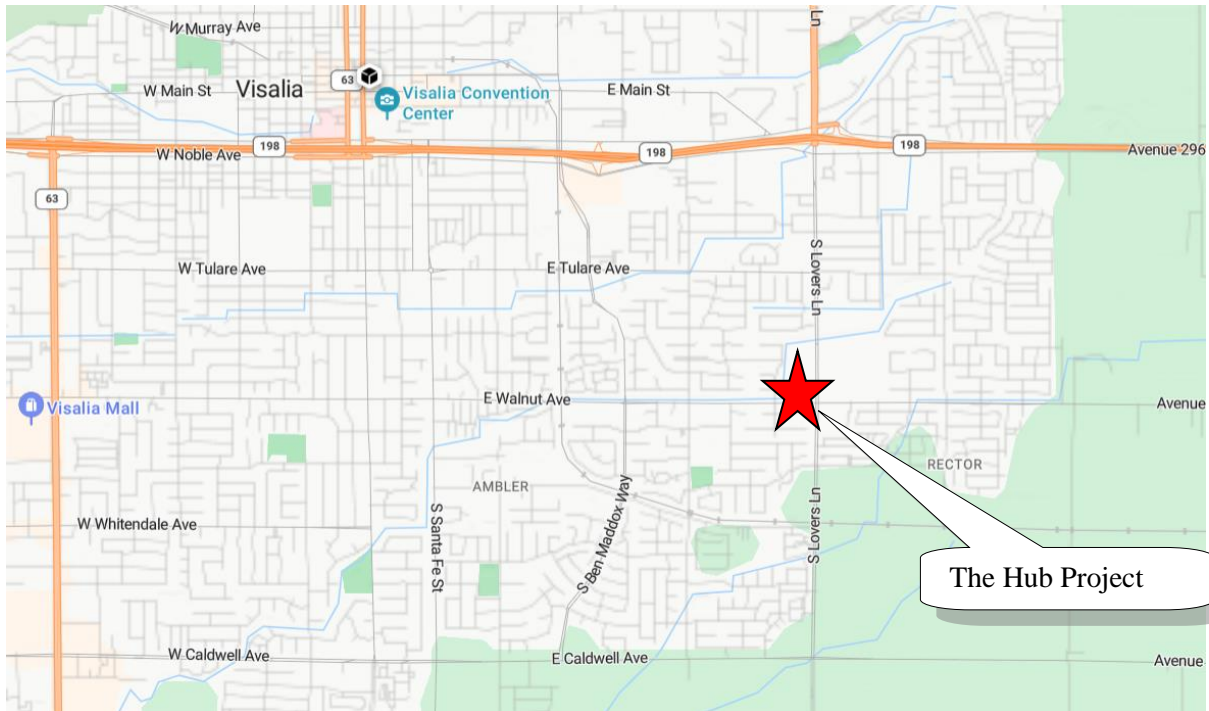 W Murray Ave
Ln
63
W Main St
Visalia
Visalia Convention
Center
E Main St
198
W Noble Ave
198
198
Avenue 296
63
S Lovers Ln
W Tulare Ave
E Tulare Ave
Visalia Mall
E Walnut Ave
Avenue
RECTOR
AMBLER
S Ben Maddox Way
S Santa Fe St
S Lovers Ln
W Whitendale Ave
The Hub Project
W Caldwell Ave
E Caldwell Ave
Avenue